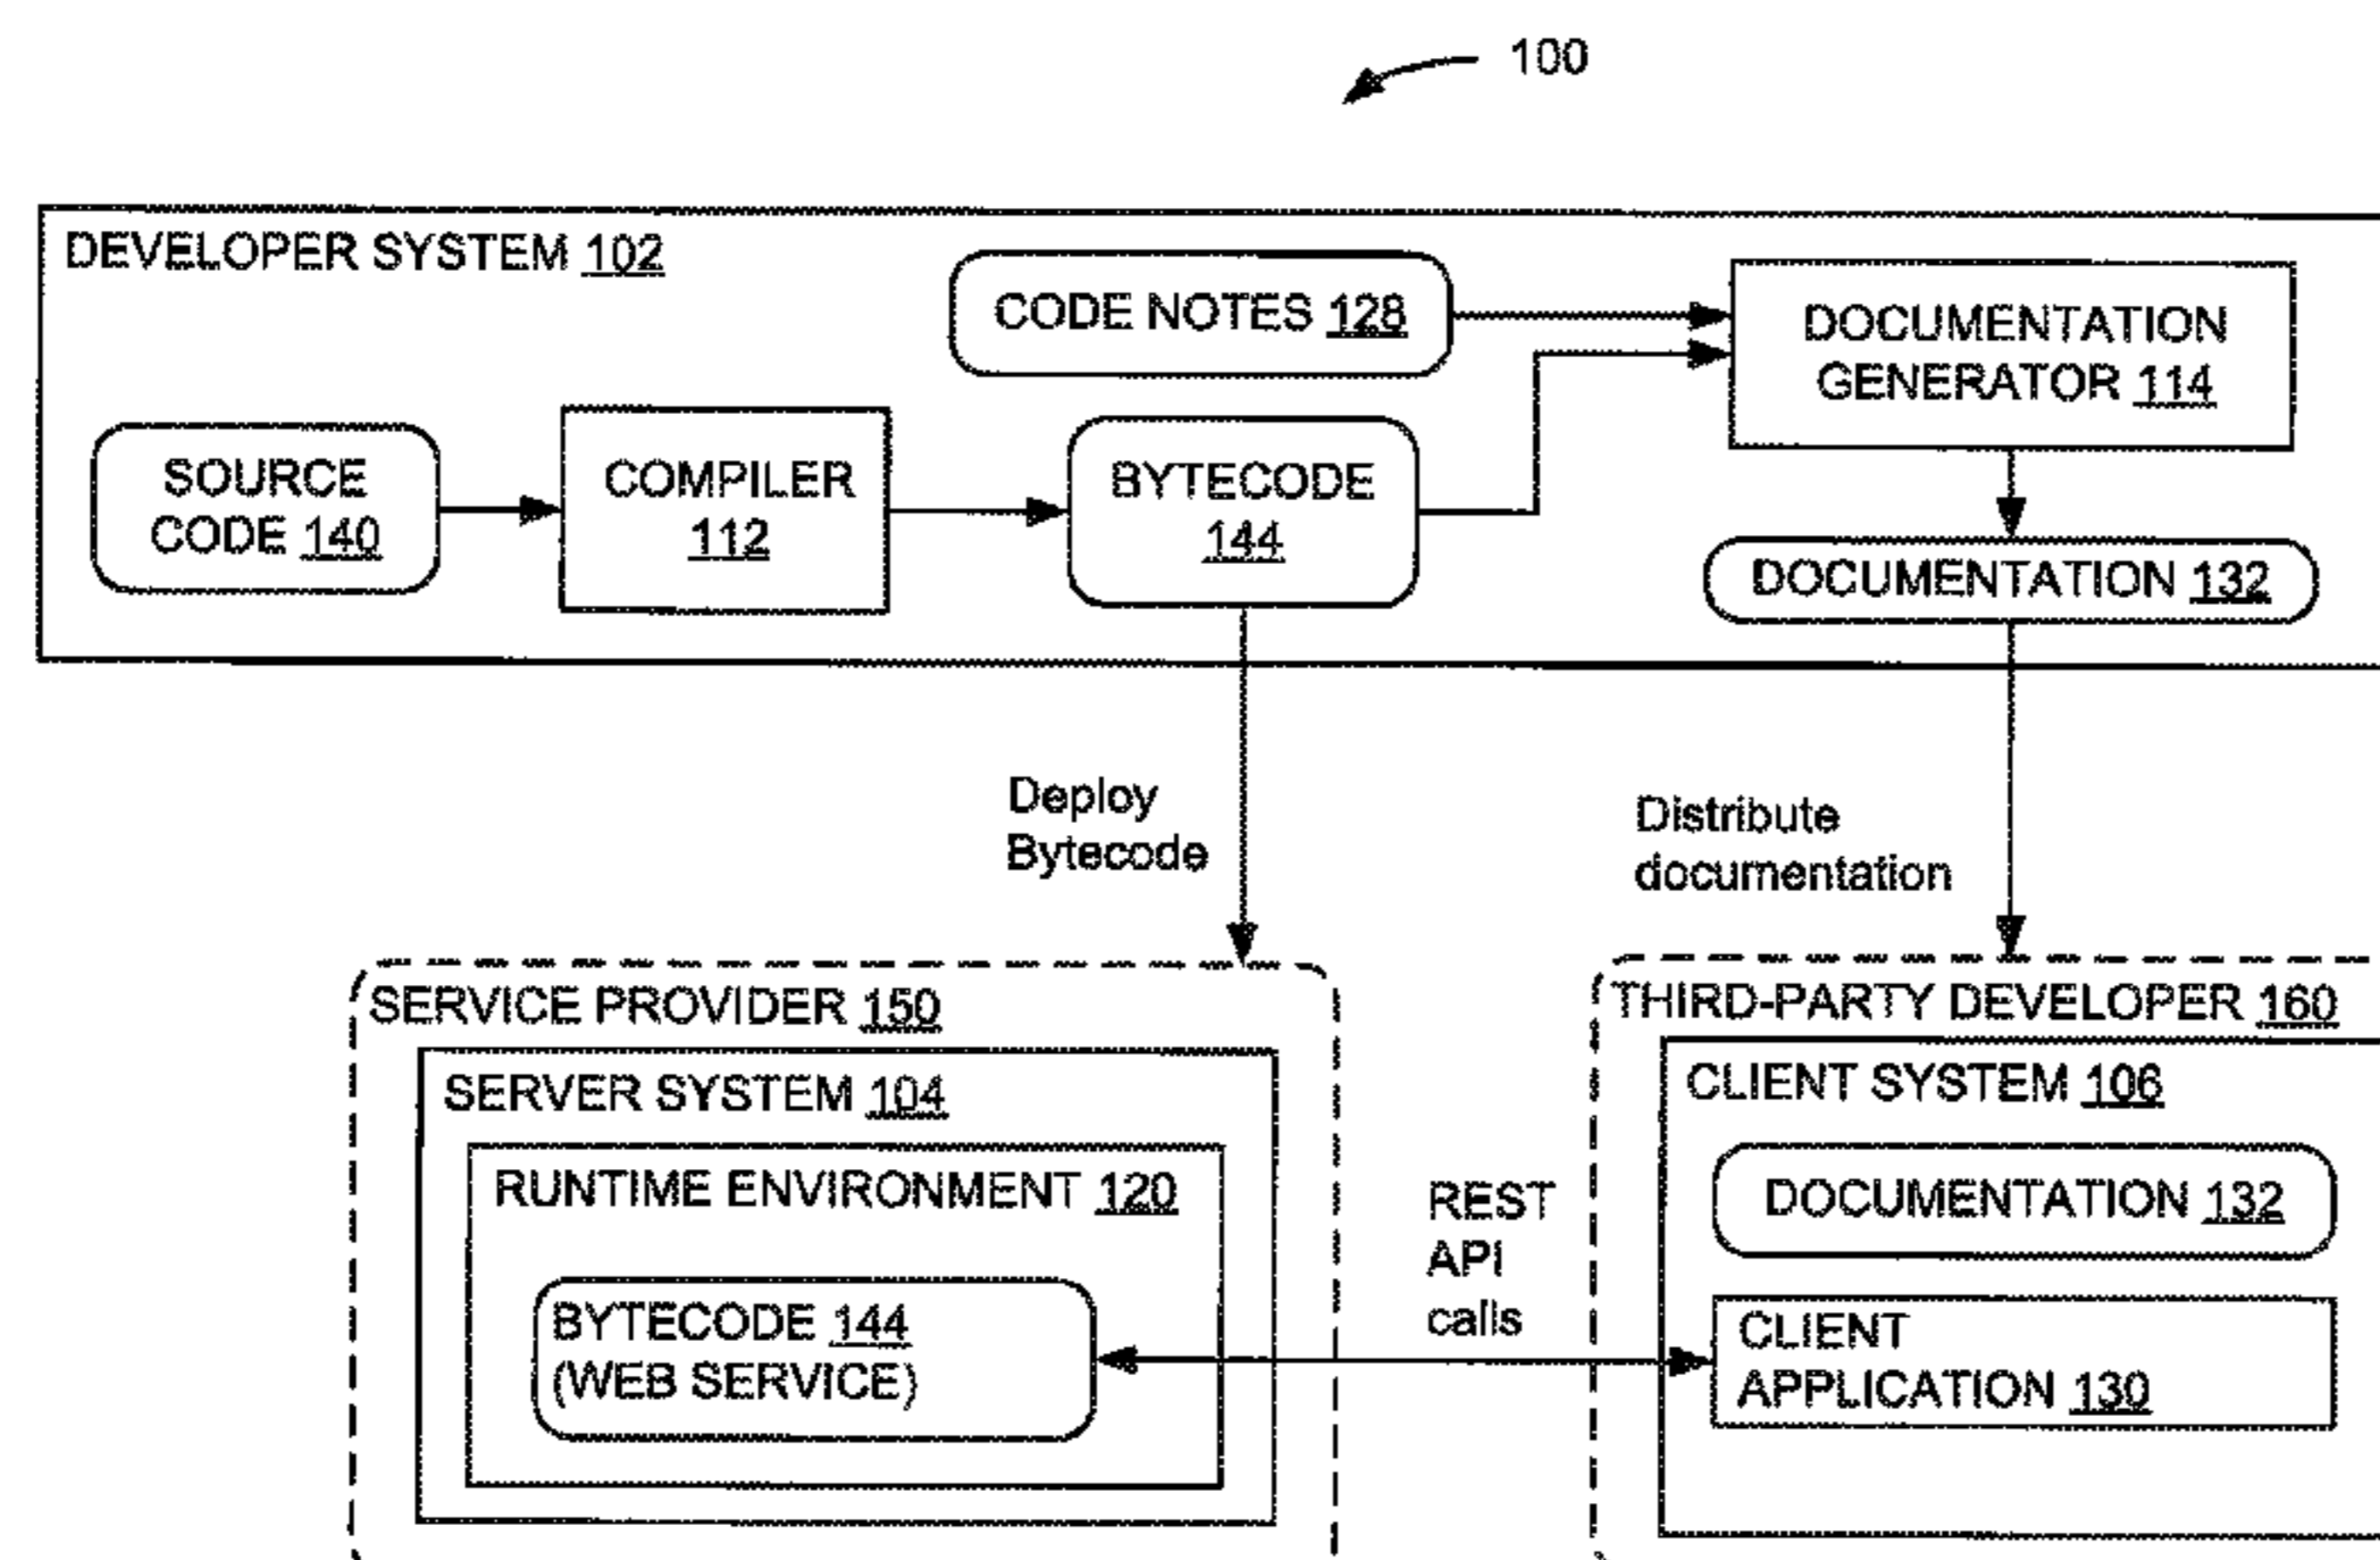 100
DEVELOPER SYSTEM 102
CODE NOTES 128
DOCUMENTATION
GENERATOR 114
SOURCE
CODE 140
COMPILER
112
BYTECODE
144
DOCUMENTATION 132
Deploy
Bytecode
Distribute
documentation
SERVICE PROVIDER 150
SERVER SYSTEM 104
RUNTIME ENVIRONMENT 120
BYTECODE 144
(WEB SERVICE)
REST
API
calls
THIRD-PARTY DEVELOPER 160
CLIENT SYSTEM 106
DOCUMENTATION 132
CLIENT
APPLICATION 130